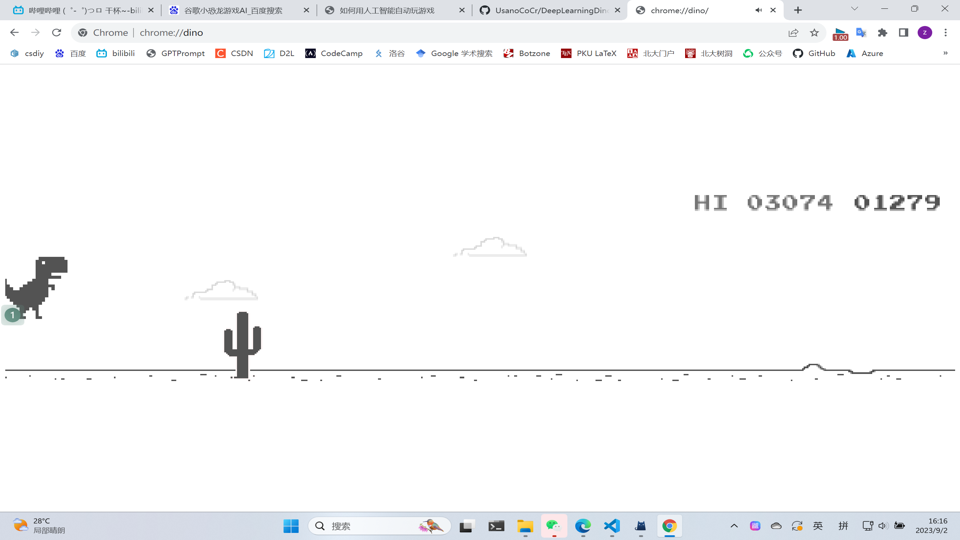 哔哩哔哩 (゜-゜)つロ 干杯~-bili
谷歌小恐龙游戏AI_百度搜索
如何用人工智能自动玩游戏
UsanoCoCr/DeepLearningDin
chrome://dino/
Chrome | chrome://dino
1.00
z
csdiy
百度
bilibili
GPTPrompt
CSDN
D2L
CodeCamp
洛谷
Google 学术搜索
Botzone
PKU LaTeX
北大门户
北大树洞
公众号
GitHub
Azure
»
HI 03074 01279
1
28°C
局部晴朗
搜索
英
拼
16:16
2023/9/2